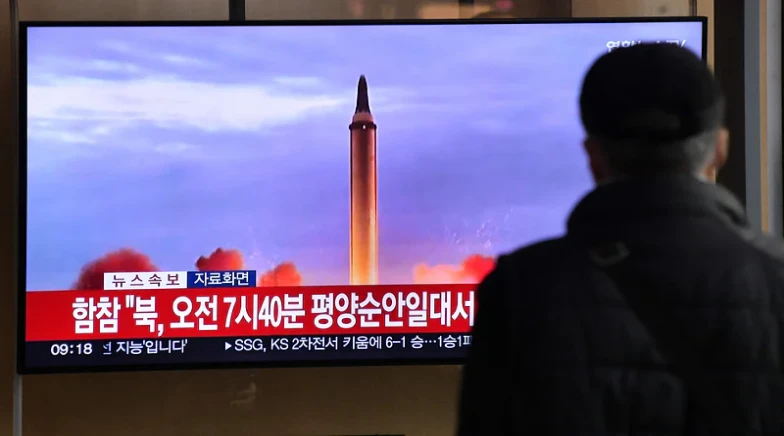 뉴스속보 자료화면
합참 "북, 오전 7시40분 평양순안일대서
09:18 지능'입니다' ▶SSG, KS 2차전서 키움에 6-1 승…1승1패